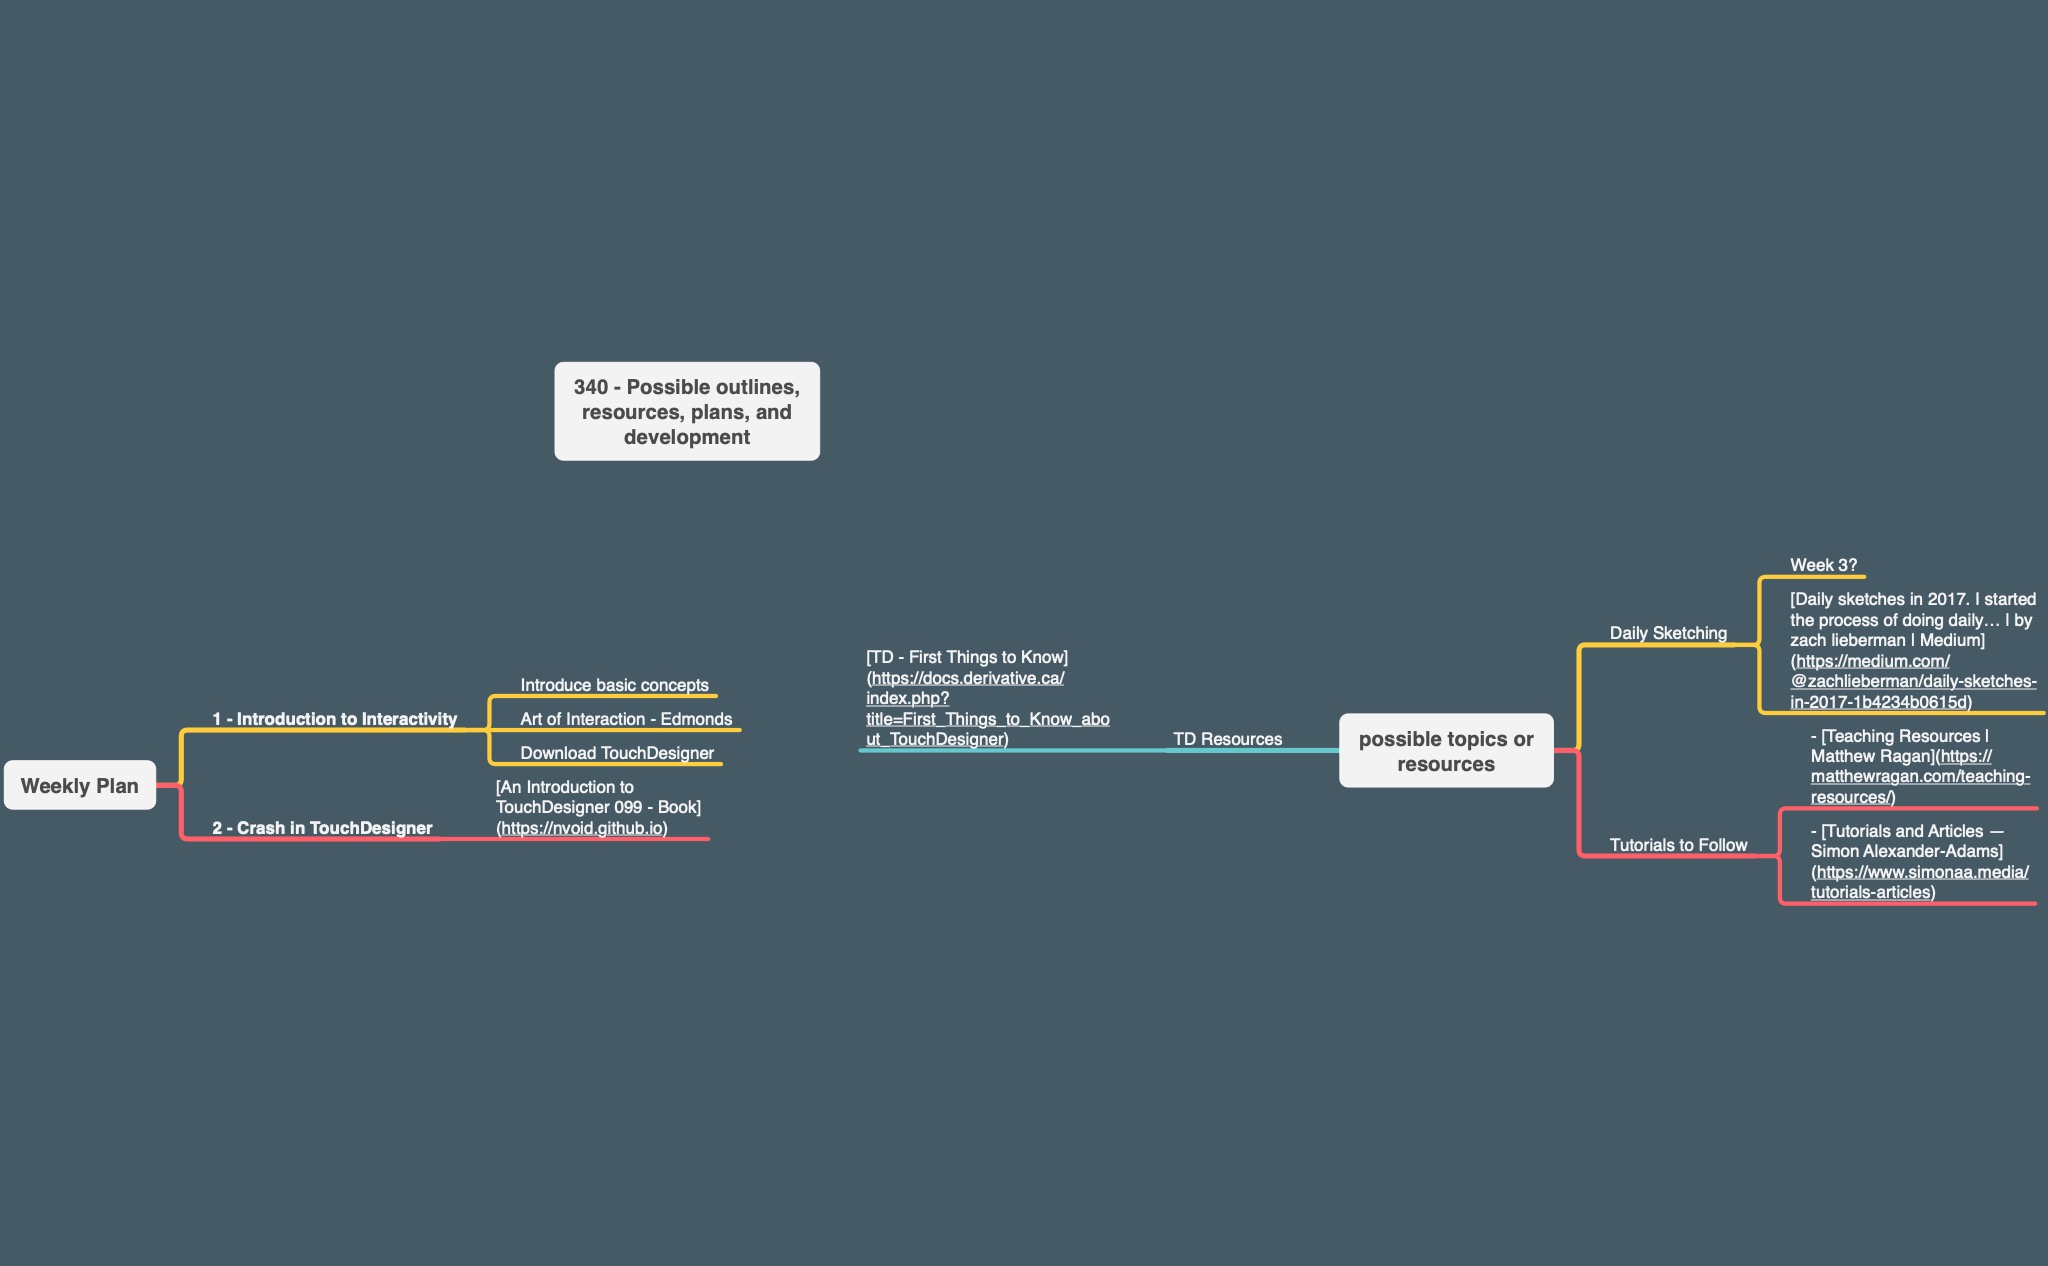 340 - Possible outlines,
resources, plans, and
development
Weekly Plan
1 - Introduction to Interactivity
Introduce basic concepts
Art of Interaction - Edmonds
Download TouchDesigner
2 - Crash in TouchDesigner
[An Introduction to
TouchDesigner 099 - Book]
(https://nvoid.github.io)
possible topics or
resources
TD Resources
[TD - First Things to Know]
(https://docs.derivative.ca/
index.php?
title=First_Things_to_Know_abo
ut_TouchDesigner)
Daily Sketching
Week 3?
[Daily sketches in 2017. I started
the process of doing daily… | by
zach lieberman | Medium]
(https://medium.com/
@zachlieberman/daily-sketches-
in-2017-1b4234b0615d)
Tutorials to Follow
- [Teaching Resources |
Matthew Ragan](https://
matthewragan.com/teaching-
resources/)
- [Tutorials and Articles —
Simon Alexander-Adams]
(https://www.simonaa.media/
tutorials-articles)